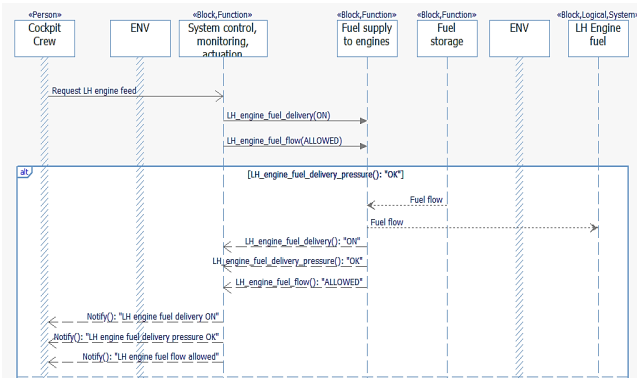 «Person»
«Block,Function»
«Block,Function»
«Block,Function»
«Block,Logical,System»
Cockpit
Crew
ENV
System control,
monitoring,
actuation
Fuel supply
to engines
Fuel
storage
ENV
LH Engine
fuel
Request LH engine feed
LH_engine_fuel_delivery(ON)
LH_engine_fuel_flow(ALLOWED)
alt
[LH_engine_fuel_delivery_pressure(): "OK"]
Fuel flow
Fuel flow
LH_engine_fuel_delivery(): "ON"
LH_engine_fuel_delivery_pressure(): "OK"
LH_engine_fuel_flow(): "ALLOWED"
Notify(): "LH engine fuel delivery ON"
Notify(): "LH engine fuel delivery pressure OK"
Notify(): "LH engine fuel flow allowed"